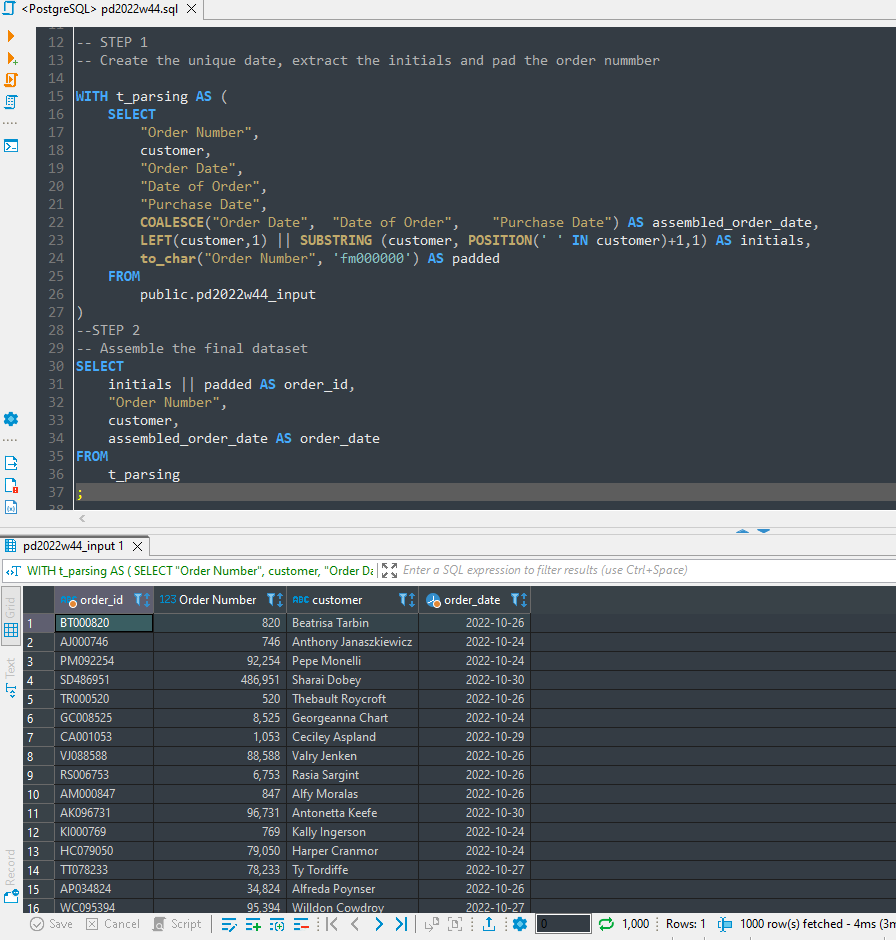 <PostgreSQL> pd2022w44.sql
12 -- STEP 1
13 -- Create the unique date, extract the initials and pad the order nummber
14
15 WITH t_parsing AS (
16 SELECT
17 "Order Number",
18 customer,
19 "Order Date",
20 "Date of Order",
21 "Purchase Date",
22 COALESCE("Order Date", "Date of Order", "Purchase Date") AS assembled_order_date,
23 LEFT(customer,1) || SUBSTRING (customer, POSITION(' ' IN customer)+1,1) AS initials,
24 to_char("Order Number", 'fm000000') AS padded
25 FROM
26 public.pd2022w44_input
27 )
28 --STEP 2
29 -- Assemble the final dataset
30 SELECT
31 initials || padded AS order_id,
32 "Order Number",
33 customer,
34 assembled_order_date AS order_date
35 FROM
36 t_parsing
37 ;
pd2022w44_input 1
WITH t_parsing AS ( SELECT "Order Number", customer, "Order Da Enter a SQL expression to filter results (use Ctrl+Space)
Grid
Text
Record
order_id 123 Order Number ABC customer order_date
1 BT000820 820 Beatrisa Tarbin 2022-10-26
2 AJ000746 746 Anthony Janaszkiewicz 2022-10-24
3 PM092254 92,254 Pepe Monelli 2022-10-24
4 SD486951 486,951 Sharai Dobey 2022-10-30
5 TR000520 520 Thebault Roycroft 2022-10-26
6 GC008525 8,525 Georgeanna Chart 2022-10-24
7 CA001053 1,053 Ceciley Aspland 2022-10-29
8 VJ088588 88,588 Valry Jenken 2022-10-26
9 RS006753 6,753 Rasia Sargint 2022-10-26
10 AM000847 847 Alfy Moralas 2022-10-26
11 AK096731 96,731 Antonetta Keefe 2022-10-30
12 KI000769 769 Kally Ingerson 2022-10-24
13 HC079050 79,050 Harper Cranmor 2022-10-24
14 TT078233 78,233 Ty Tordiffe 2022-10-27
15 AP034824 34,824 Alfreda Poynser 2022-10-27
16 WC095394 95,394 Willdon Cowdroy 2022-10-27
Save Cancel Script 0 1,000 Rows: 1 1000 row(s) fetched - 4ms (3m